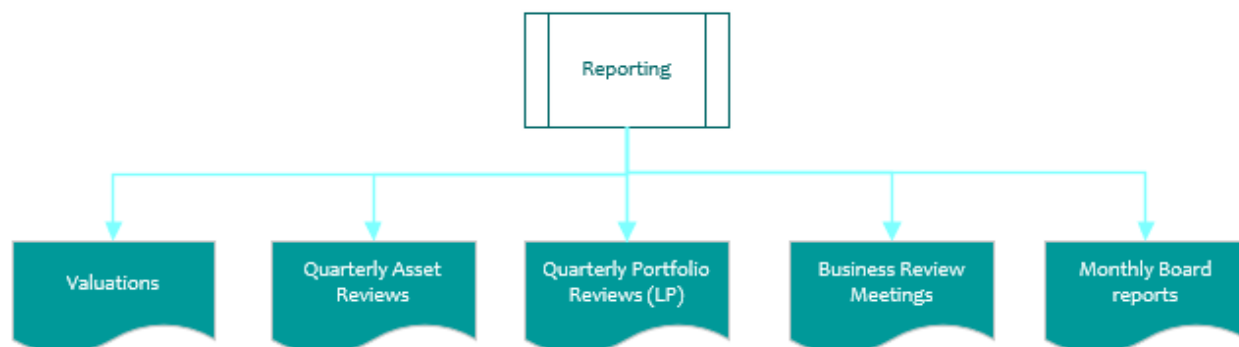 Reporting
Valuations
Quarterly Asset
Reviews
Quarterly Portfolio
Reviews (LP)
Business Review
Meetings
Monthly Board
reports